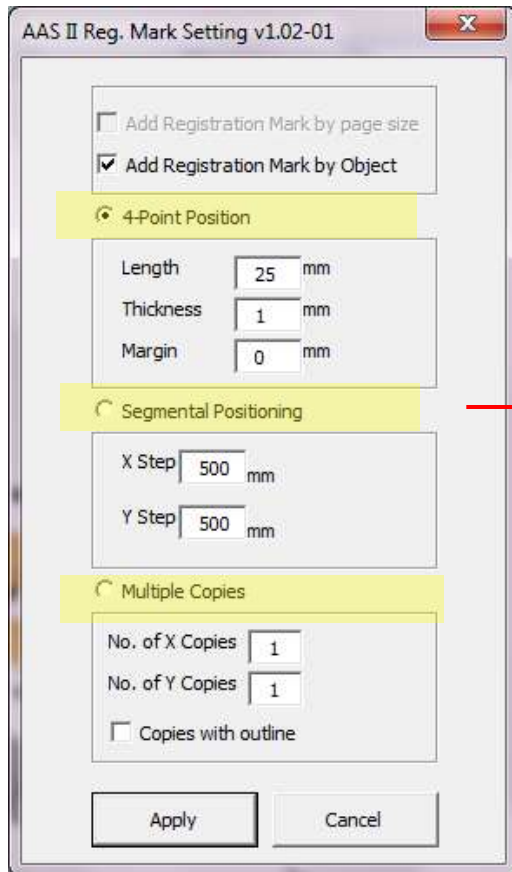 AAS II Reg. Mark Setting v1.02-01
Add Registration Mark by page size
Add Registration Mark by Object
4-Point Position
Length 25 mm
Thickness 1 mm
Margin 0 mm
Segmental Positioning
X Step 500 mm
Y Step 500 mm
Multiple Copies
No. of X Copies 1
No. of Y Copies 1
Copies with outline
Apply Cancel